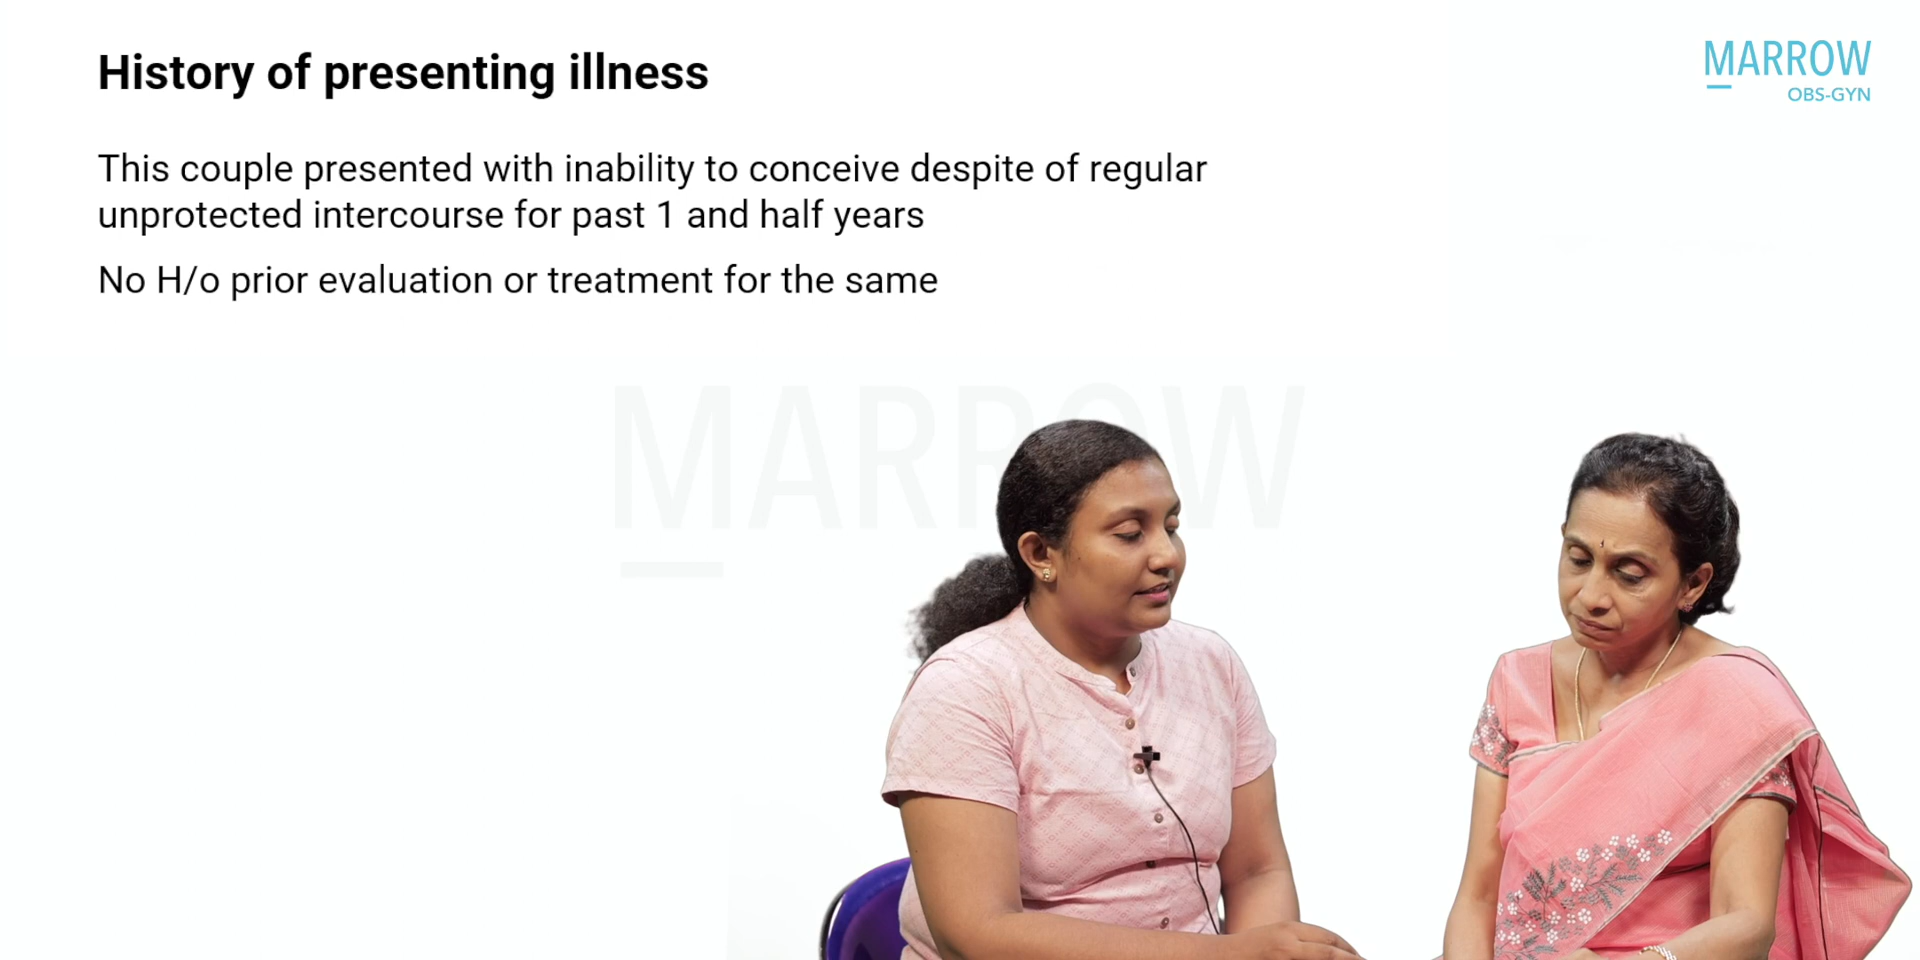 History of presenting illness
MARROW
OBS-GYN
This couple presented with inability to conceive despite of regular
unprotected intercourse for past 1 and half years
No H/o prior evaluation or treatment for the same
MARROW